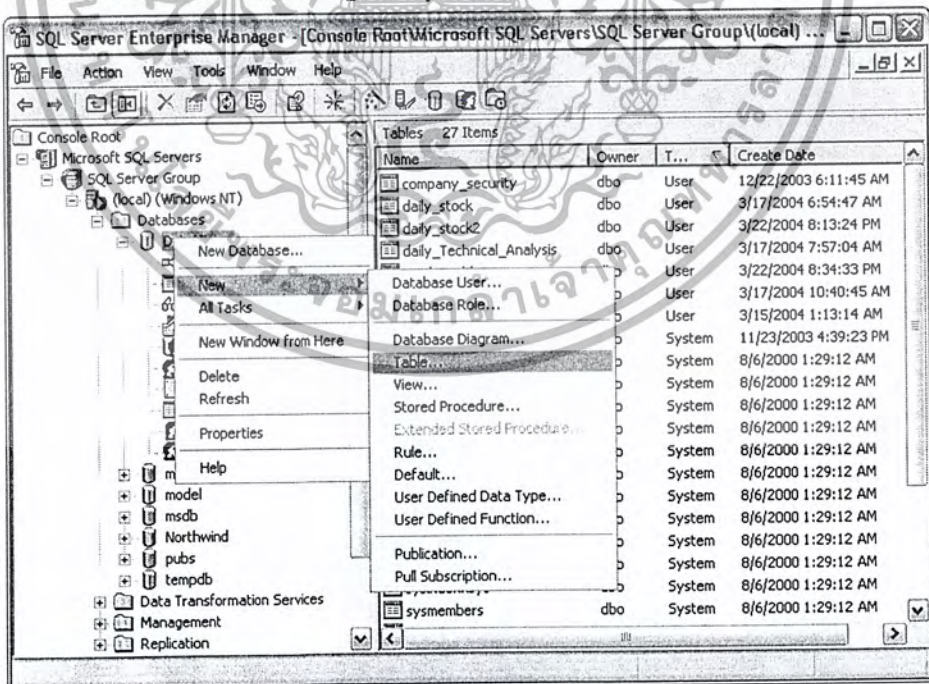 SQL Server Enterprise Manager - [Console Root\Microsoft SQL Servers\SQL Server Group\(local) ...
File Action View Tools Window Help
Console Root
Microsoft SQL Servers
SQL Server Group
(local) (Windows NT)
Databases
D
m
model
msdb
Northwind
pubs
tempdb
Data Transformation Services
Management
Replication
New Database...
New
All Tasks
New Window from Here
Delete
Refresh
Properties
Help
Database User...
Database Role...
Database Diagram...
Table...
View...
Stored Procedure...
Extended Stored Procedure...
Rule...
Default...
User Defined Data Type...
User Defined Function...
Publication...
Pull Subscription...
Tables 27 Items
Name Owner T... Create Date
company_security dbo User 12/22/2003 6:11:45 AM
daily_stock dbo User 3/17/2004 6:54:47 AM
daily_stock2 dbo User 3/22/2004 8:13:24 PM
daily_Technical_Analysis dbo User 3/17/2004 7:57:04 AM
User 3/22/2004 8:34:33 PM
User 3/17/2004 10:40:45 AM
User 3/15/2004 1:13:14 AM
System 11/23/2003 4:39:23 PM
System 8/6/2000 1:29:12 AM
System 8/6/2000 1:29:12 AM
System 8/6/2000 1:29:12 AM
System 8/6/2000 1:29:12 AM
System 8/6/2000 1:29:12 AM
System 8/6/2000 1:29:12 AM
System 8/6/2000 1:29:12 AM
System 8/6/2000 1:29:12 AM
System 8/6/2000 1:29:12 AM
System 8/6/2000 1:29:12 AM
System 8/6/2000 1:29:12 AM
sysmembers dbo System 8/6/2000 1:29:12 AM